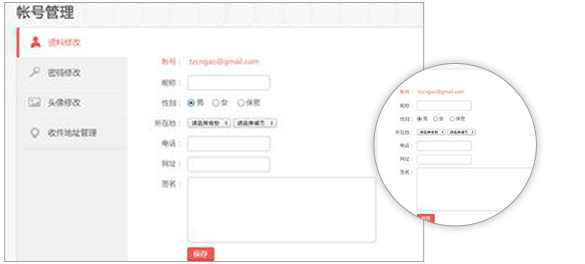 帐号管理
资料修改
密码修改
头像修改
收件地址管理
帐号： tzcngao@gmail.com
昵称：
性别： 男 女 保密
所在地： 请选择省份 请选择城市
电话：
网址：
签名：
保存
帐号： tzcngao@gmail.com
昵称：
性别： 男 女 保密
所在地： 请选择省份 请选择城市
电话：
网址：
签名：
保存